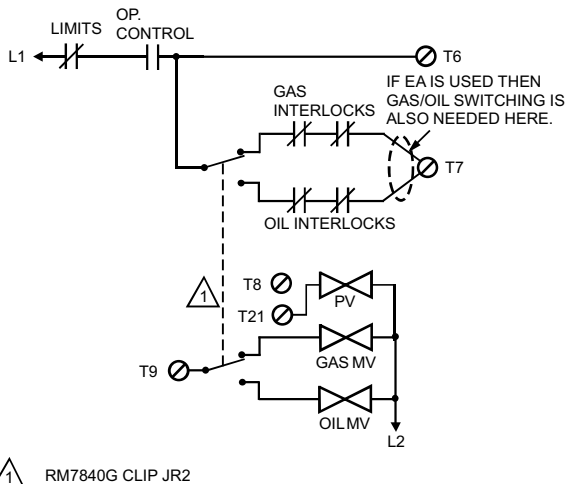 OP.
LIMITS CONTROL
L1
T6
IF EA IS USED THEN
GAS/OIL SWITCHING IS
ALSO NEEDED HERE.
GAS
INTERLOCKS
T7
OIL INTERLOCKS
1
T8
PV
T21
GAS MV
T9
OIL MV
L2
1 RM7840G CLIP JR2